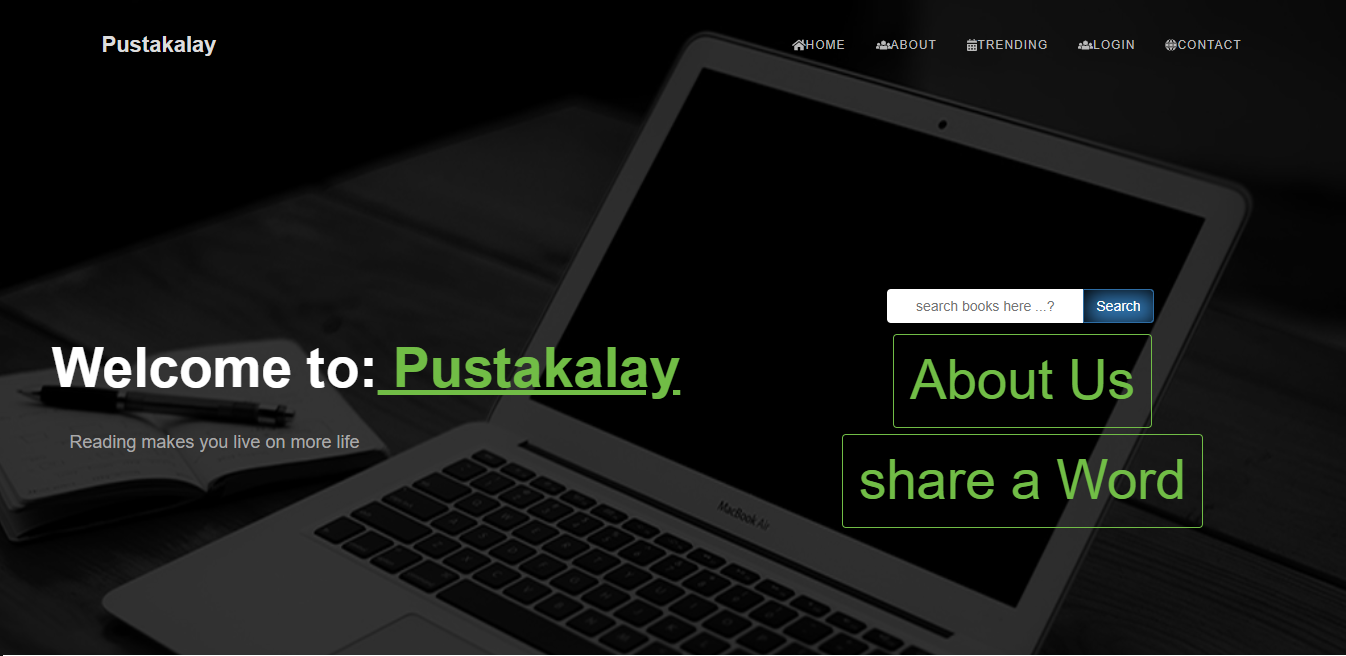 Pustakalay
HOME ABOUT TRENDING LOGIN CONTACT
search books here ...? Search
Welcome to: Pustakalay
About Us
Reading makes you live on more life
share a Word
MacBook Air